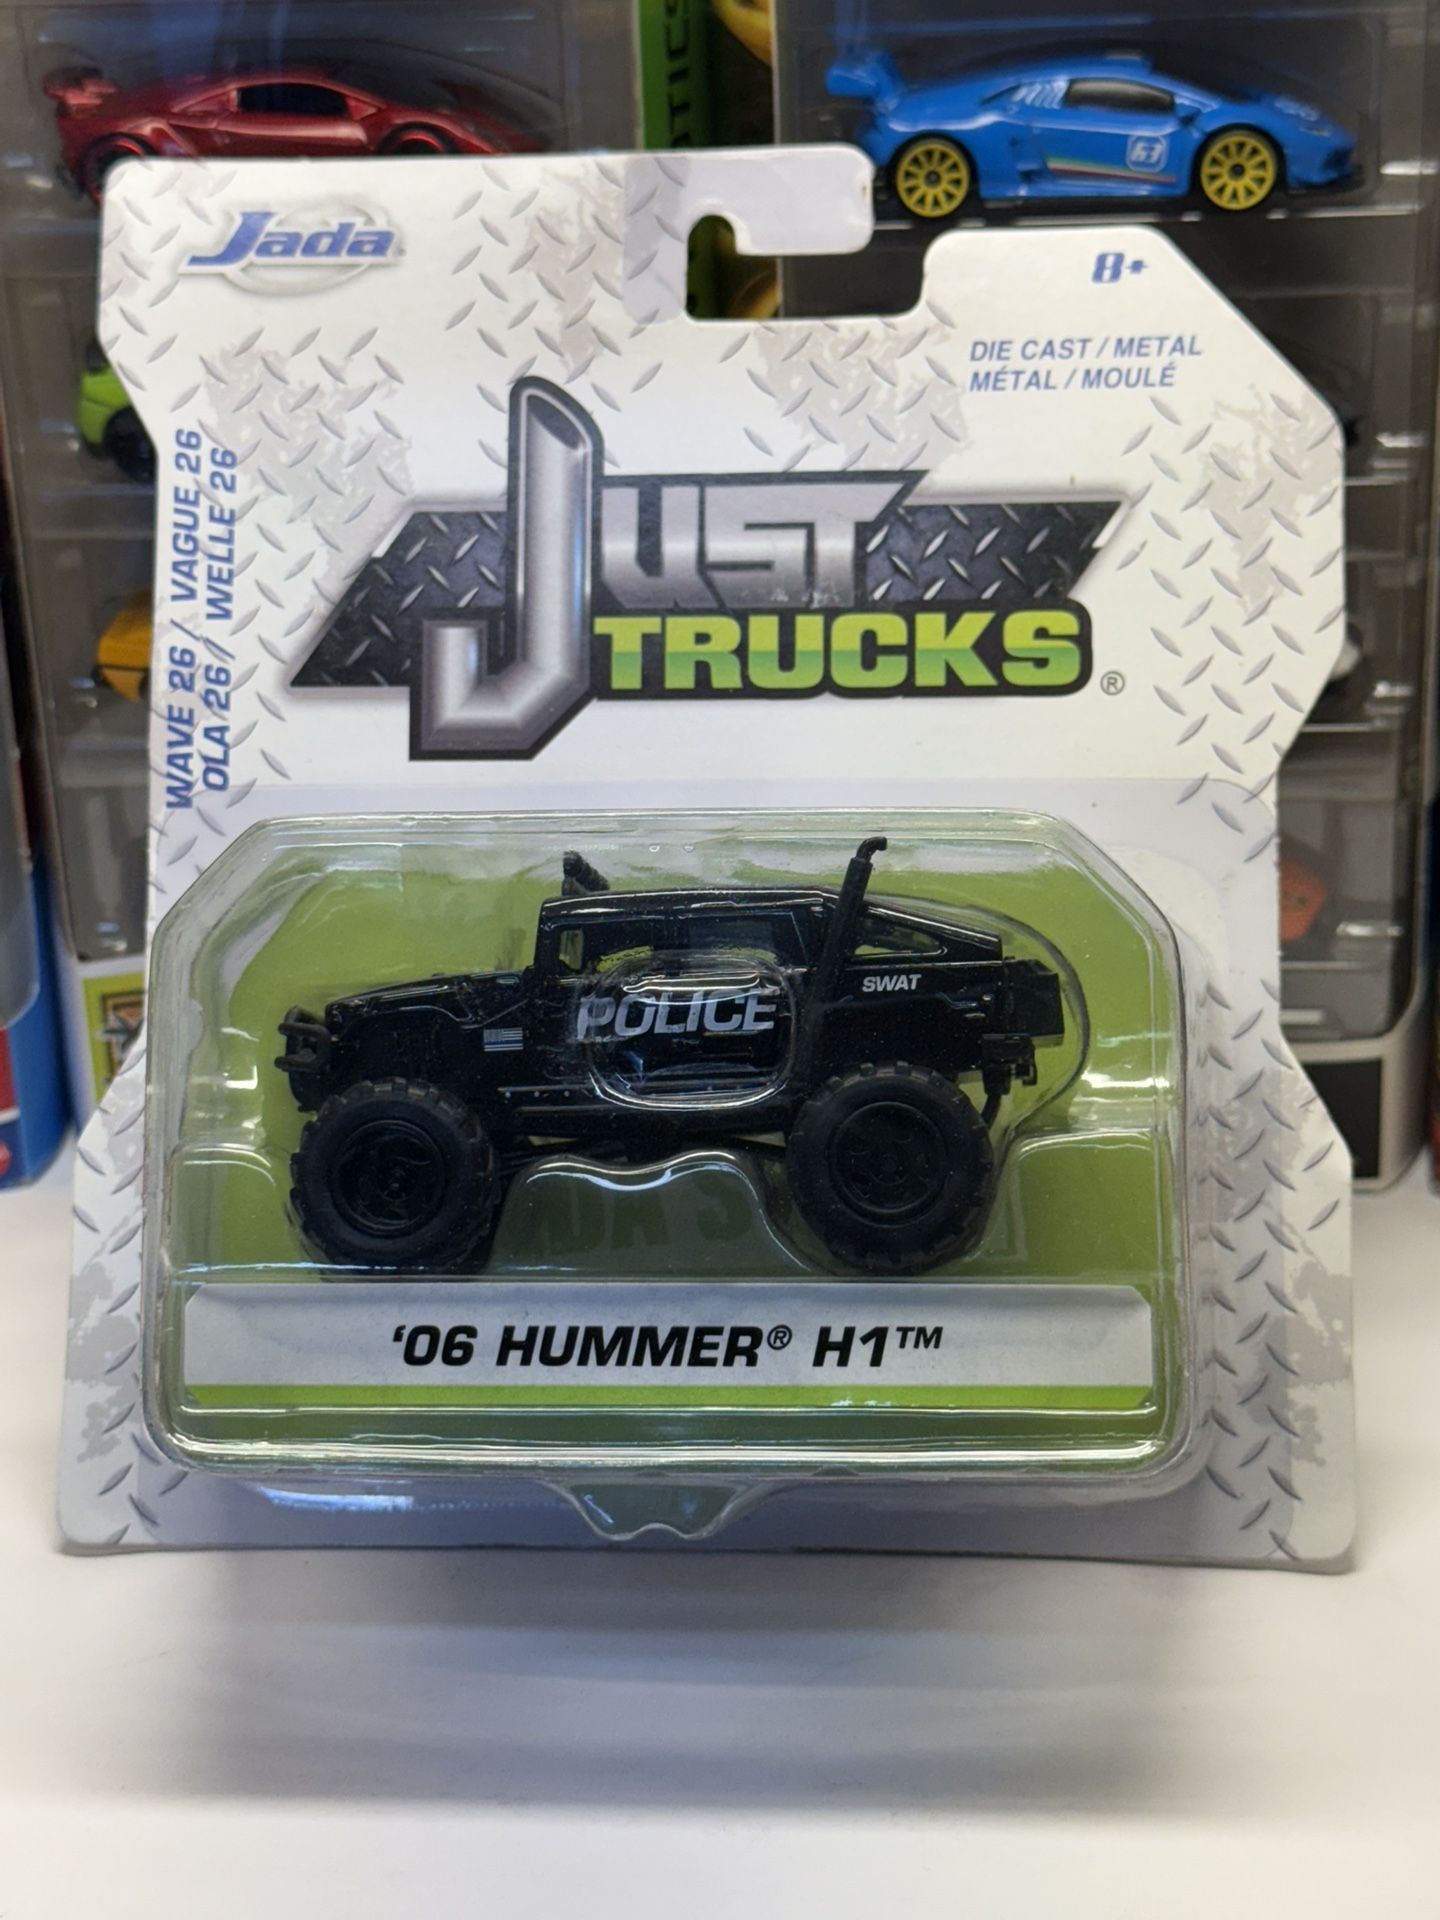 Jada
8+
DIE CAST / METAL
MÉTAL / MOULÉ
WAVE 26 / VAGUE 26
OLA 26 / WELLE 26
JUST
TRUCKS®
POLICE
SWAT
'06 HUMMER® H1™
63